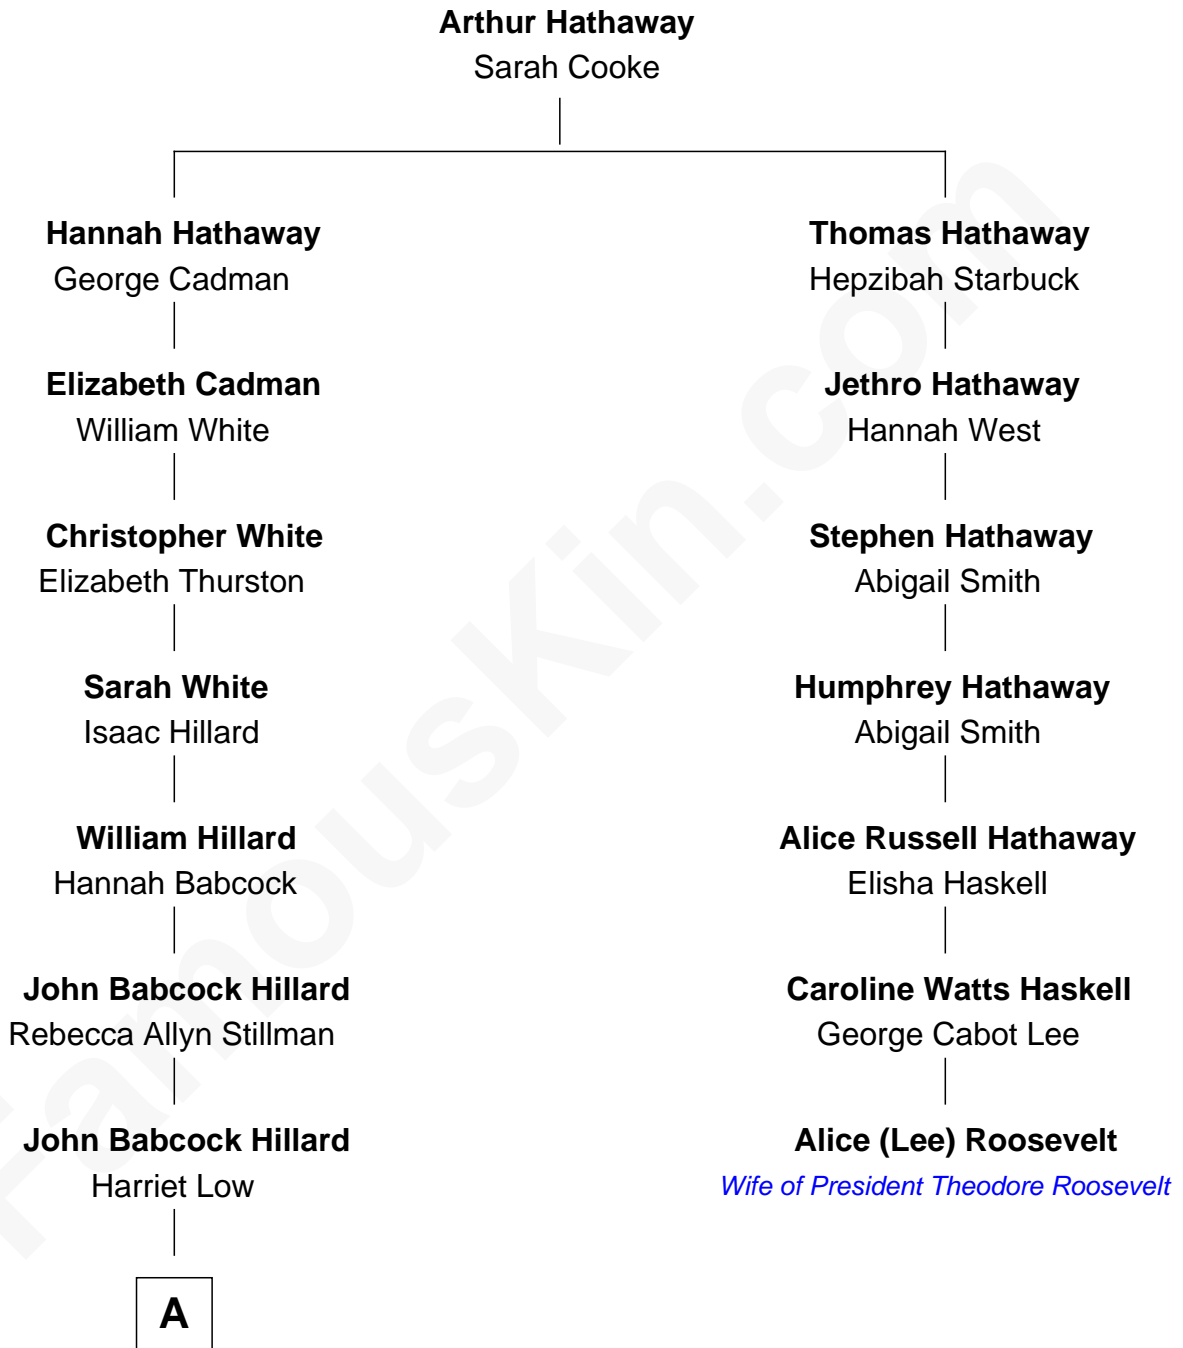 Arthur Hathaway
Sarah Cooke
Hannah Hathaway
George Cadman
Thomas Hathaway
Hepzibah Starbuck
Elizabeth Cadman
William White
Jethro Hathaway
Hannah West
Christopher White
Elizabeth Thurston
Stephen Hathaway
Abigail Smith
Sarah White
Isaac Hillard
Humphrey Hathaway
Abigail Smith
William Hillard
Hannah Babcock
Alice Russell Hathaway
Elisha Haskell
John Babcock Hillard
Rebecca Allyn Stillman
Caroline Watts Haskell
George Cabot Lee
John Babcock Hillard
Harriet Low
Alice (Lee) Roosevelt
Wife of President Theodore Roosevelt
A
FamousKin.com